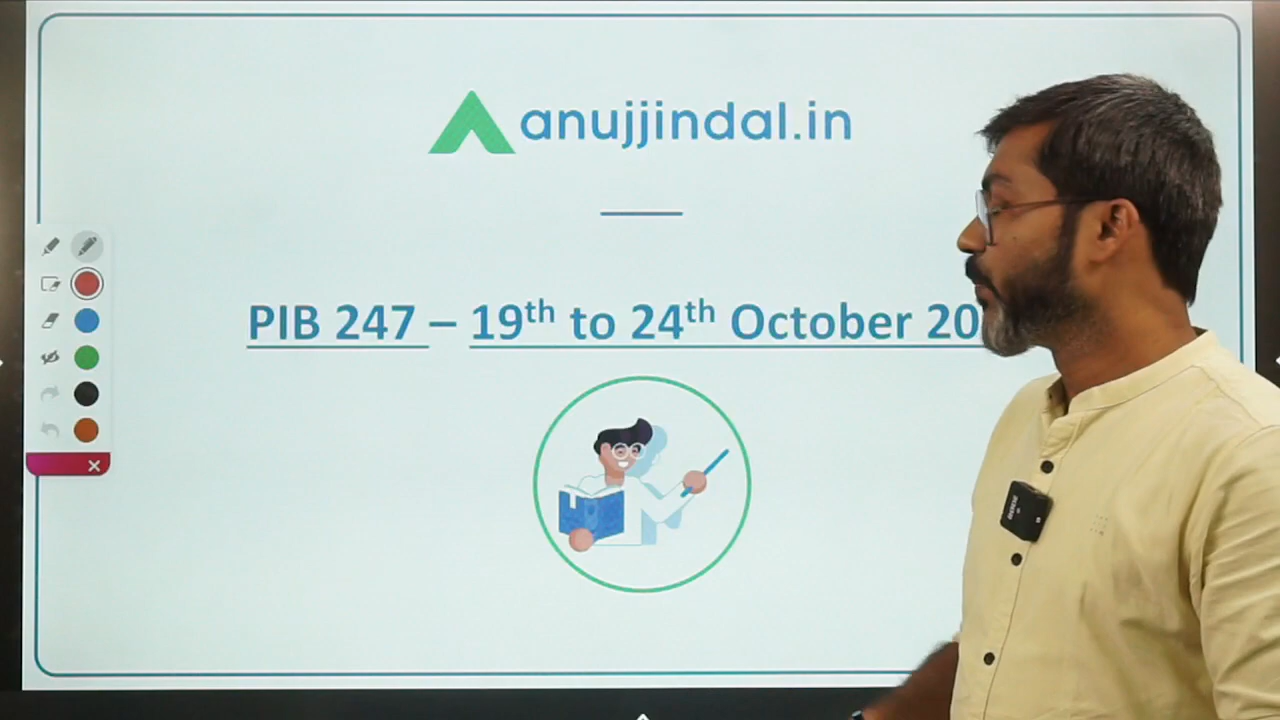 anujjindal.in
PIB 247 – 19th to 24th October 20